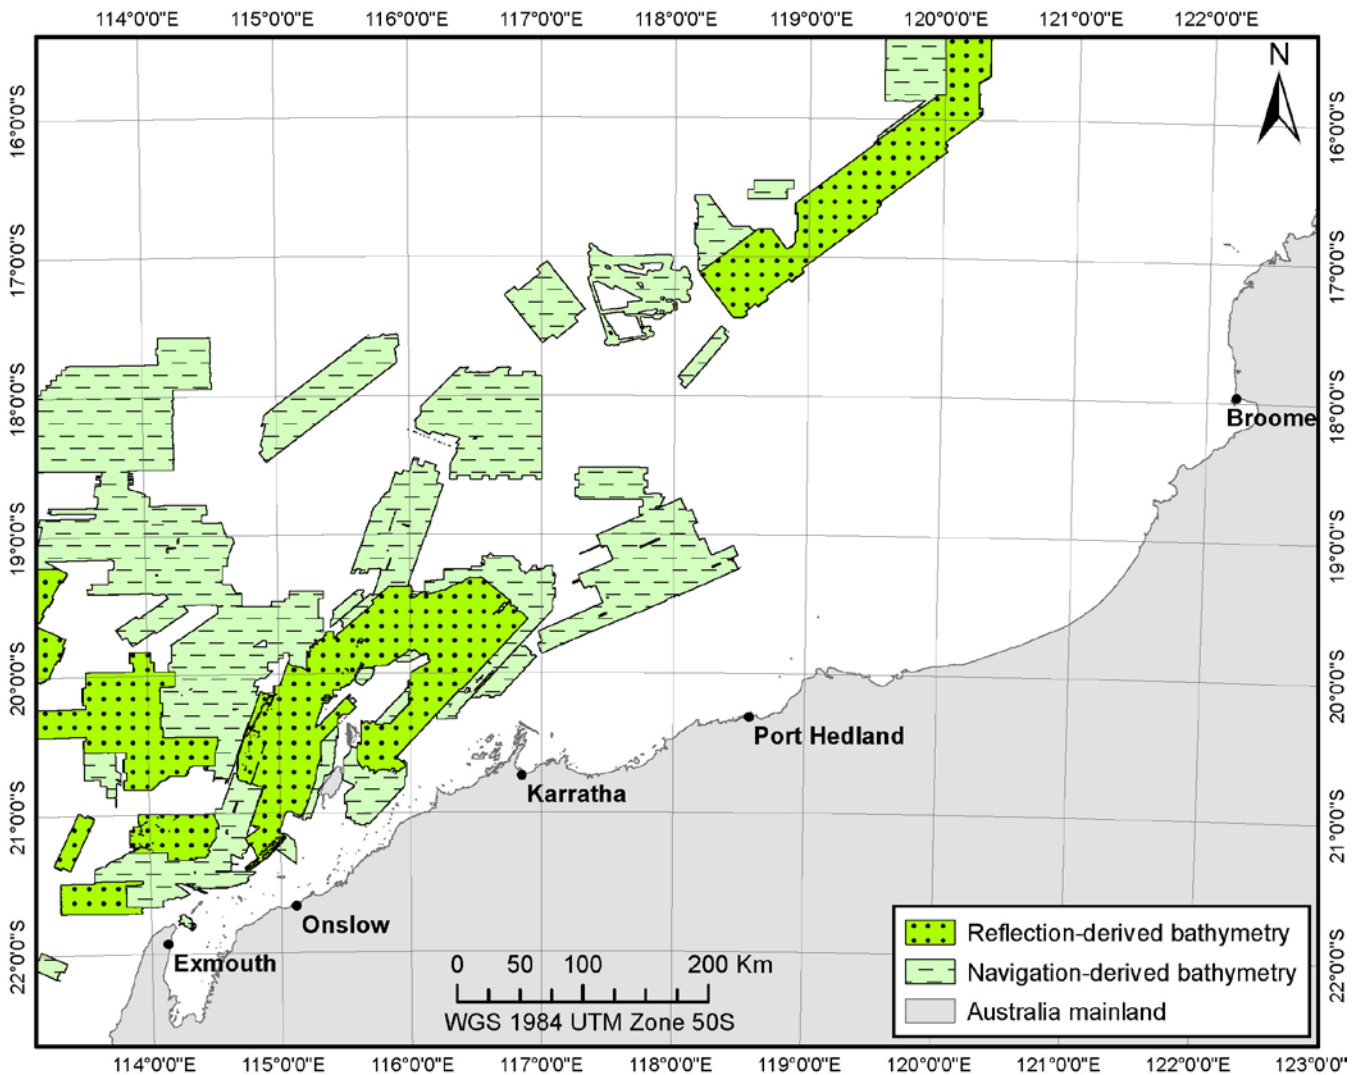 114°0'0"E 115°0'0"E 116°0'0"E 117°0'0"E 118°0'0"E 119°0'0"E 120°0'0"E 121°0'0"E 122°0'0"E
N
16°0'0"S 16°0'0"S
17°0'0"S 17°0'0"S
18°0'0"S 18°0'0"S
Broome
19°0'0"S 19°0'0"S
20°0'0"S 20°0'0"S
Port Hedland
Karratha
21°0'0"S 21°0'0"S
Onslow
Exmouth
22°0'0"S 22°0'0"S
0 50 100 200 Km
WGS 1984 UTM Zone 50S
Reflection-derived bathymetry
Navigation-derived bathymetry
Australia mainland
114°0'0"E 115°0'0"E 116°0'0"E 117°0'0"E 118°0'0"E 119°0'0"E 120°0'0"E 121°0'0"E 122°0'0"E 123°0'0"E